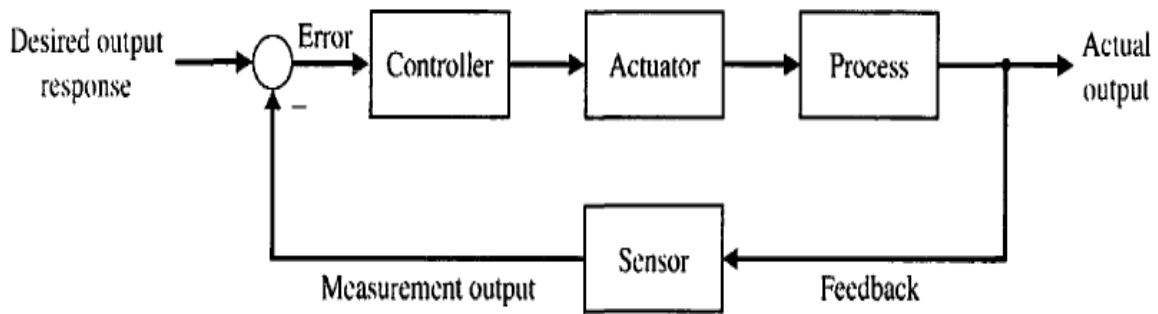 Desired output
response
Error
Controller
Actuator
Process
Actual
output
–
Sensor
Measurement output
Feedback